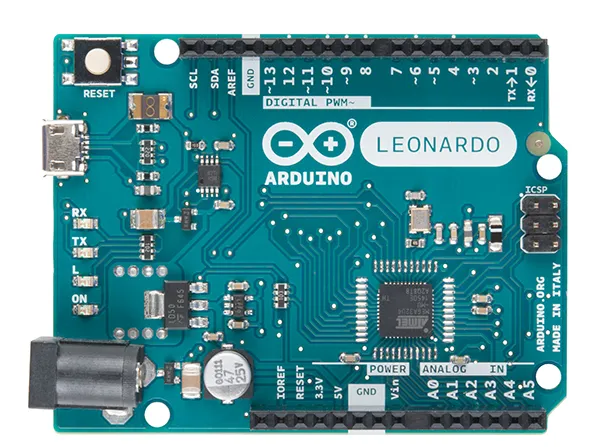 RESET
SCL
SDA
AREF
GND
~13
12
~11
~10
~9
8
7
~6
~5
4
~3
2
TX→1
RX←0
DIGITAL PWM~
ARDUINO
LEONARDO
ICSP
RX
TX
L
ON
ARDUINO.ORG
MADE IN ITALY
47
25V
POWER
ANALOG IN
IOREF
RESET
3.3V
5V
GND
Vin
A0
A1
A2
A3
A4
A5